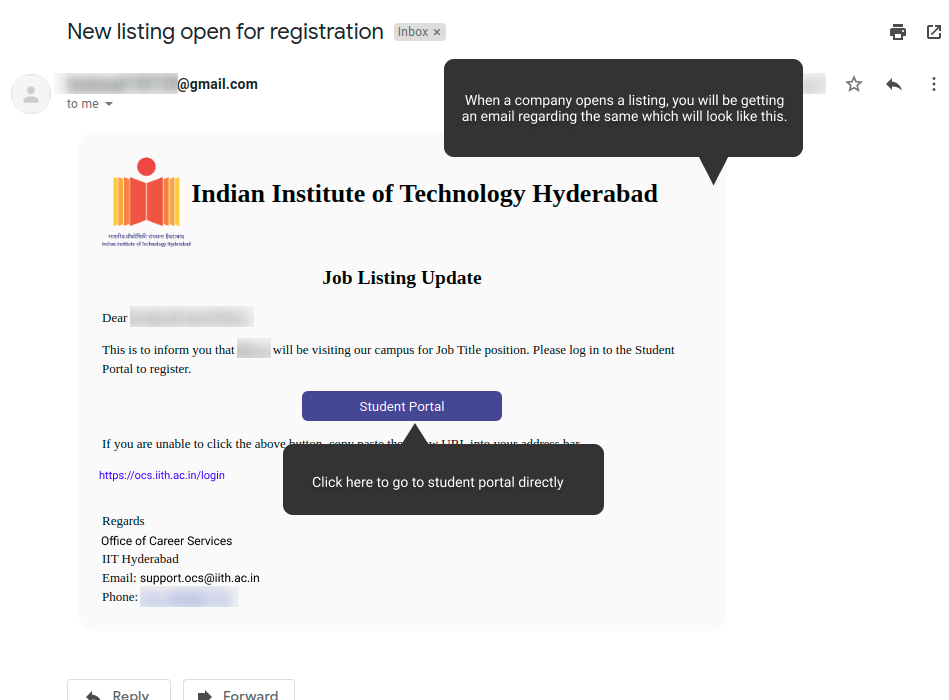 New listing open for registration Inbox ×
@gmail.com
to me
When a company opens a listing, you will be getting
an email regarding the same which will look like this.
Indian Institute of Technology Hyderabad
भारतीय प्रौद्योगिकी संस्थान हैदराबाद
Indian Institute of Technology Hyderabad
Job Listing Update
Dear
This is to inform you that will be visiting our campus for Job Title position. Please log in to the Student
Portal to register.
Student Portal
If you are unable to click the above button, copy paste the URL into your address bar
Click here to go to student portal directly
https://ocs.iith.ac.in/login
Regards
Office of Career Services
IIT Hyderabad
Email: support.ocs@iith.ac.in
Phone:
Reply Forward